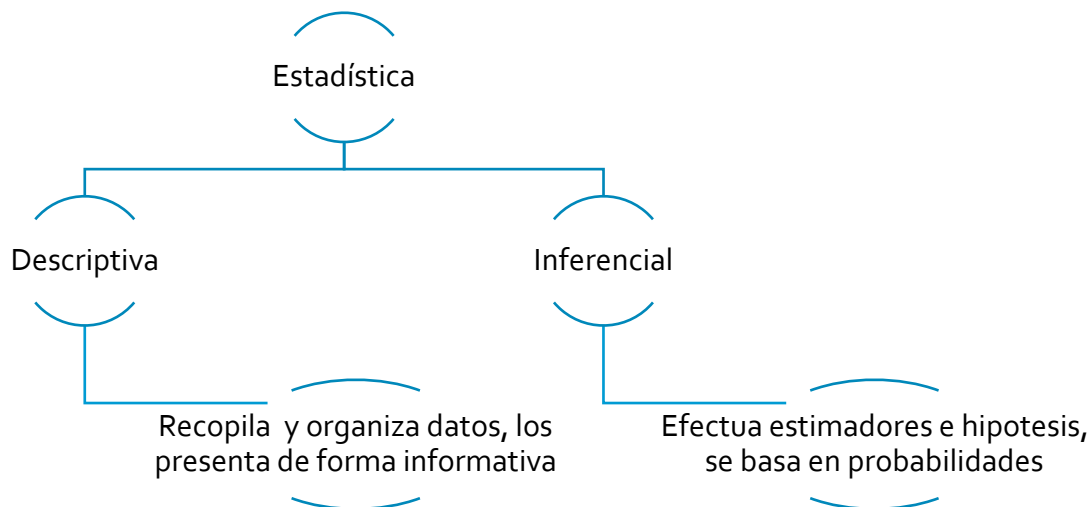 Estadística
Descriptiva
Inferencial
Recopila y organiza datos, los
presenta de forma informativa
Efectua estimadores e hipotesis,
se basa en probabilidades